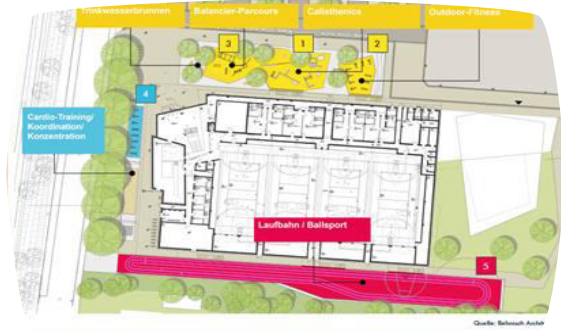 Trinkwasserbrunnen
Balancier-Parcours
Calisthenics
Outdoor-Fitness
3
1
2
4
Cardio-Training/
Koordination/
Konzentration
Laufbahn / Ballsport
5
Quelle: Behnisch Archit